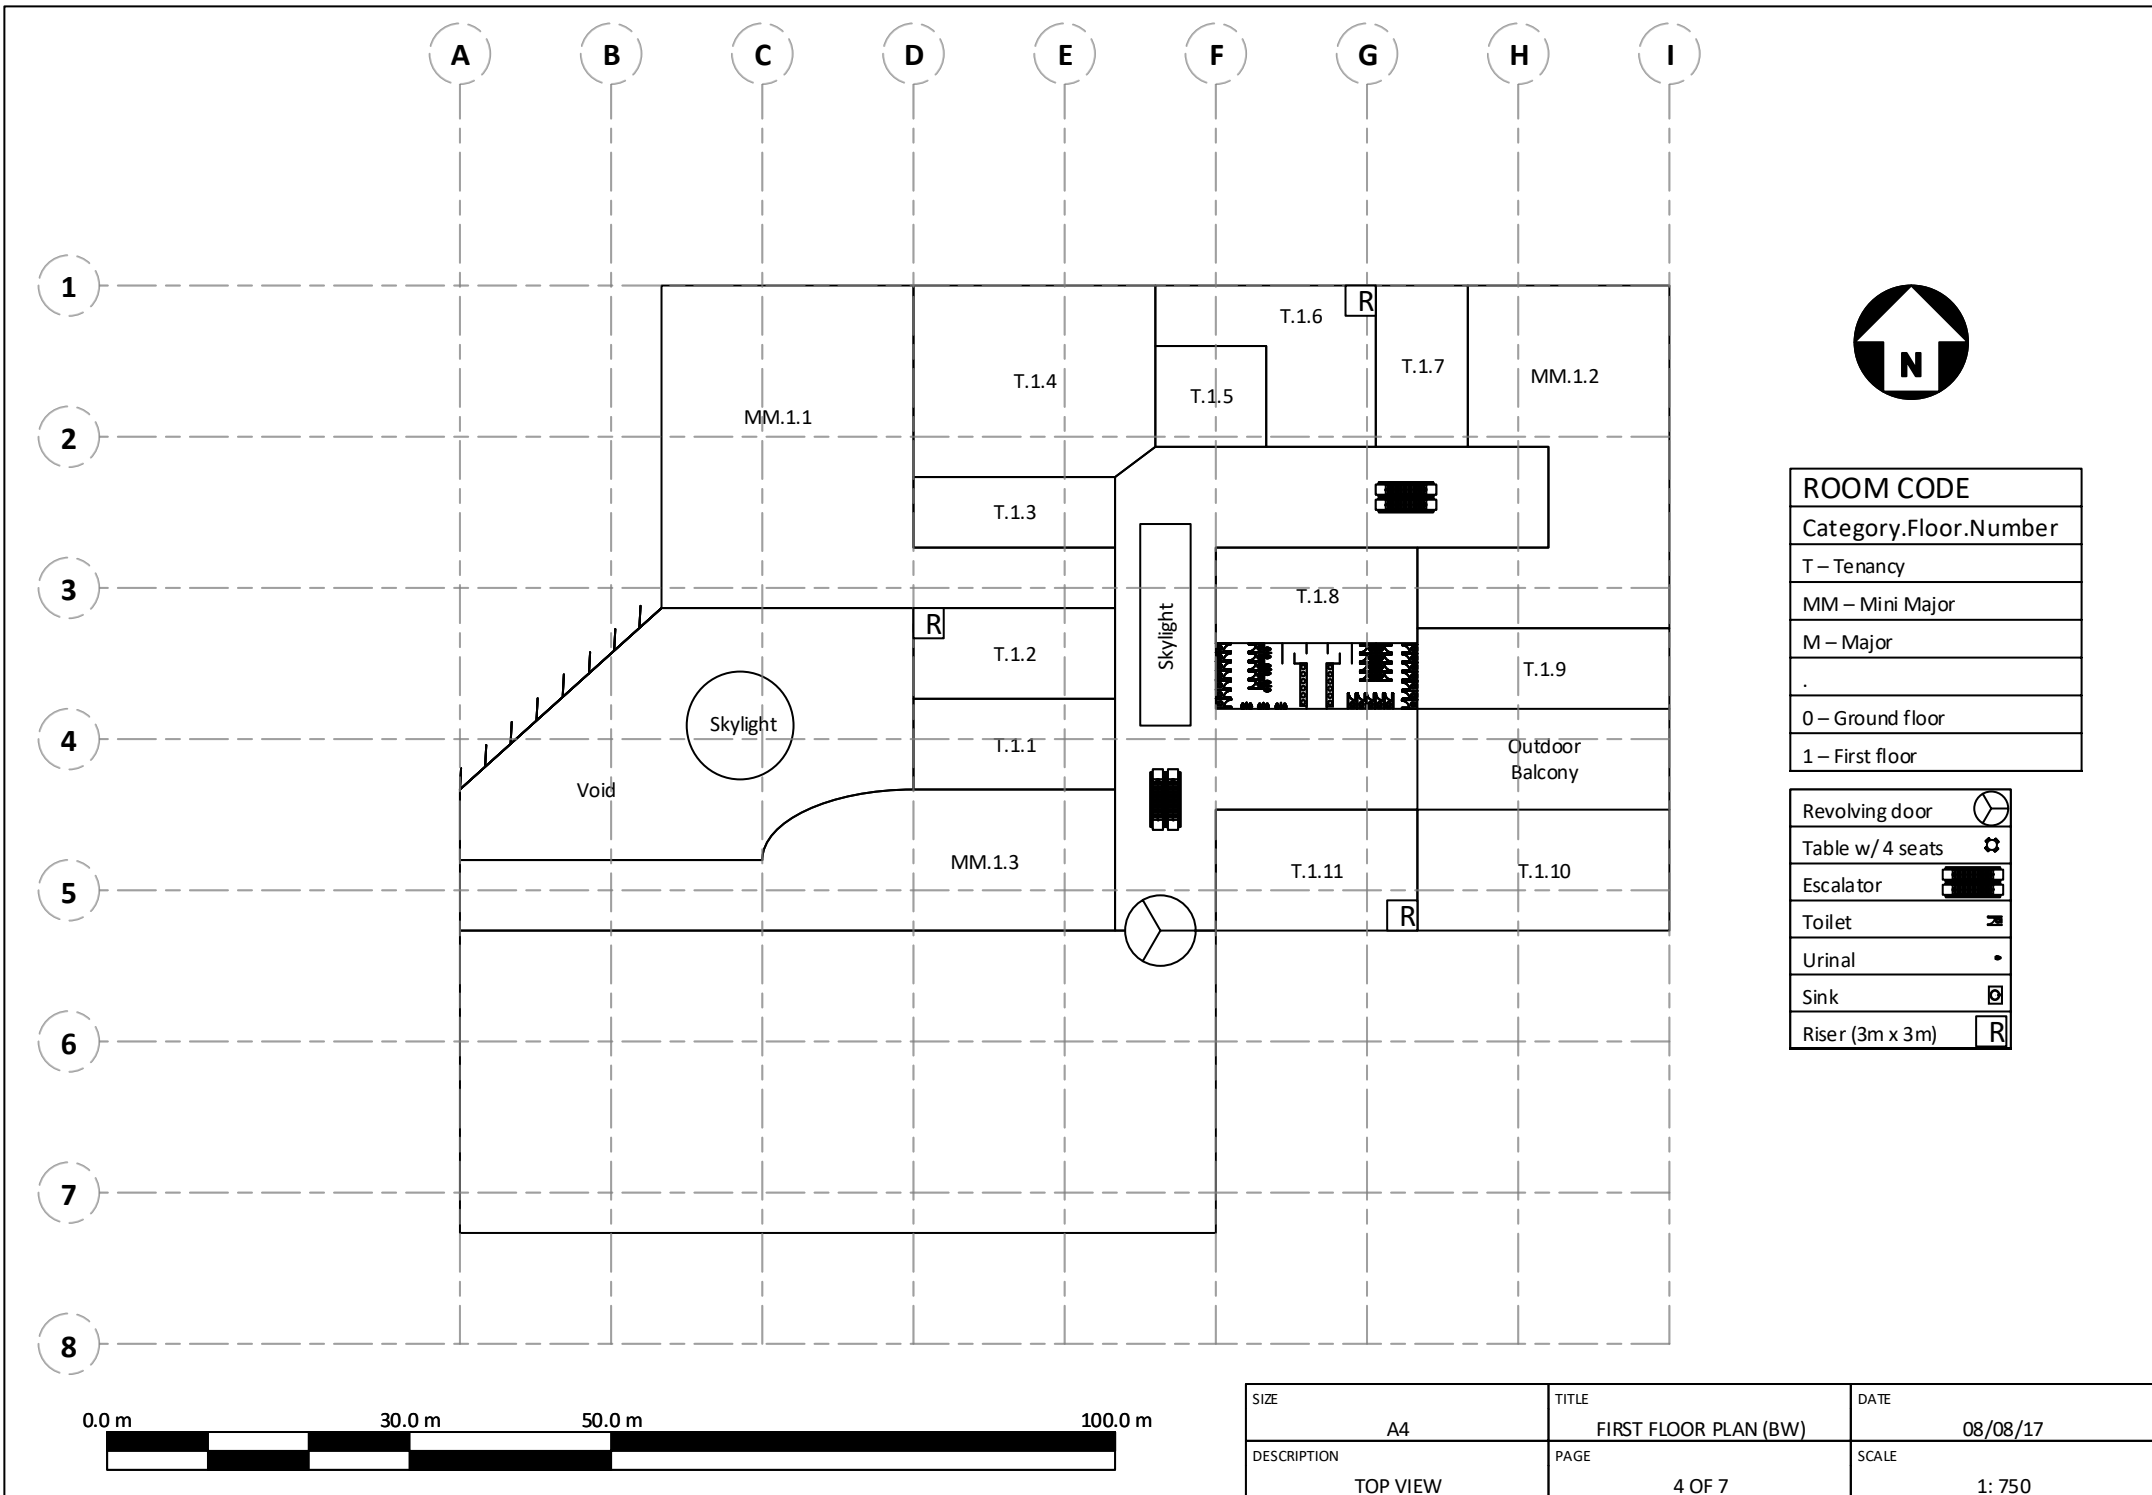 A B C D E F G H I
1
2
3
4
5
6
7
8
R
T.1.6
T.1.7
T.1.4
MM.1.2
T.1.5
MM.1.1
T.1.3
T.1.8
Skylight
R
T.1.2
T.1.9
Skylight
T.1.1
Outdoor
Balcony
Void
MM.1.3
T.1.11
T.1.10
R
N
ROOM CODE
Category.Floor.Number
T – Tenancy
MM – Mini Major
M – Major
.
0 – Ground floor
1 – First floor
Revolving door
Table w/ 4 seats
Escalator
Toilet
Urinal
Sink
Riser (3m x 3m) R
0.0 m 30.0 m 50.0 m 100.0 m
SIZE TITLE DATE
A4 FIRST FLOOR PLAN (BW) 08/08/17
DESCRIPTION PAGE SCALE
TOP VIEW 4 OF 7 1: 750